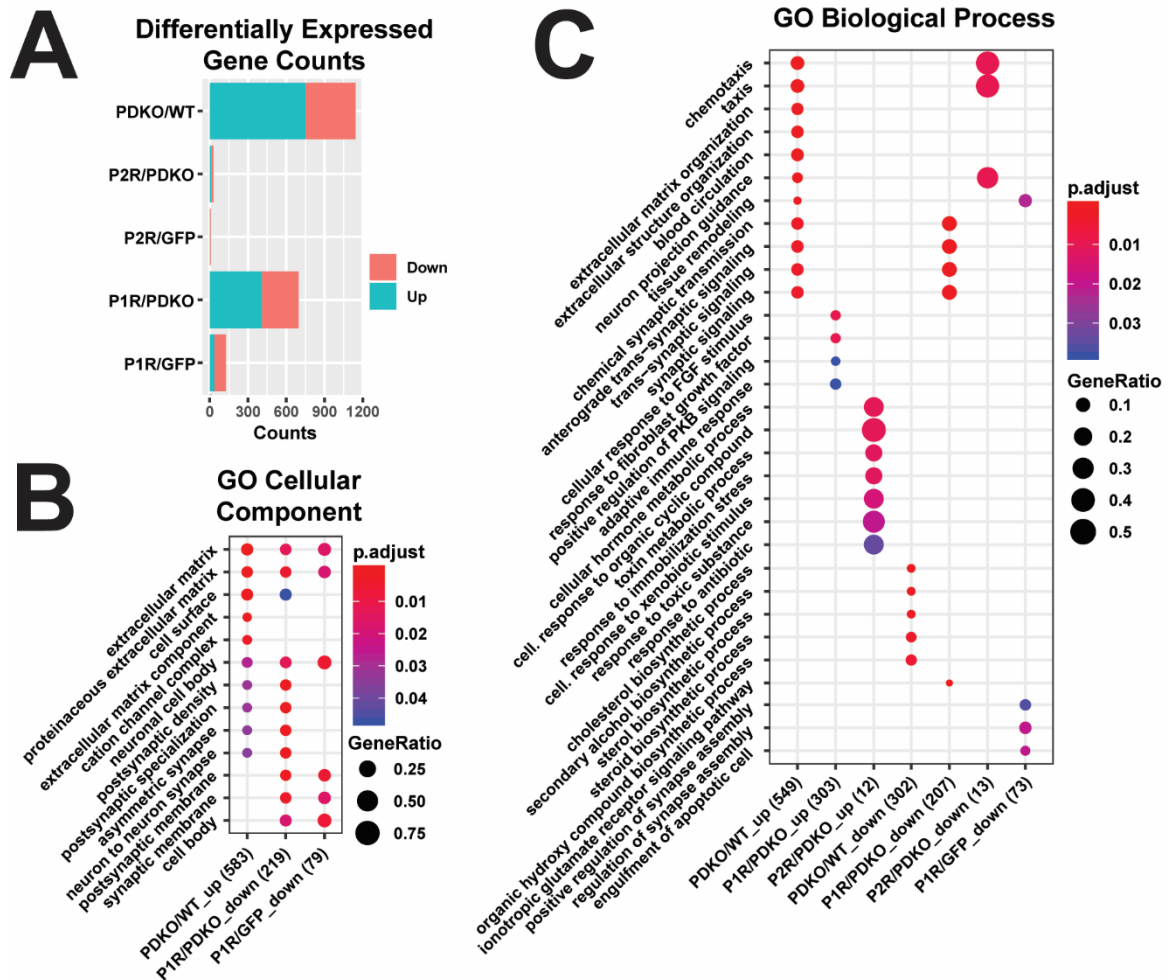 A
Differentially Expressed
Gene Counts
PDKO/WT
P2R/PDKO
P2R/GFP
P1R/PDKO
P1R/GFP
0 300 600 900 1200
Counts
Down
Up
B
GO Cellular
Component
extracellular matrix
proteinaceous extracellular matrix
cell surface
extracellular matrix component
cation channel complex
neuronal cell body
postsynaptic density
postsynaptic specialization
asymmetric synapse
neuron to neuron synapse
postsynaptic membrane
synaptic membrane
cell body
PDKO/WT_up (583)
P1R/PDKO_down (219)
P1R/GFP_down (79)
p.adjust
0.01
0.02
0.03
0.04
GeneRatio
0.25
0.50
0.75
C
GO Biological Process
chemotaxis
taxis
extracellular matrix organization
extracellular structure organization
blood circulation
neuron projection guidance
tissue remodeling
chemical synaptic transmission
anterograde trans-synaptic signaling
trans-synaptic signaling
synaptic signaling
cellular response to FGF stimulus
response to fibroblast growth factor
positive regulation of PKB signaling
adaptive immune response
cellular hormone metabolic process
cell. response to organic cyclic compound
toxin metabolic process
response to immobilization stress
cell. response to xenobiotic stimulus
response to toxic substance
response to antibiotic
cholesterol biosynthetic process
secondary alcohol biosynthetic process
sterol biosynthetic process
steroid biosynthetic process
organic hydroxy compound biosynthetic process
ionotropic glutamate receptor signaling pathway
positive regulation of synapse assembly
regulation of synapse assembly
engulfment of apoptotic cell
PDKO/WT_up (549)
P1R/PDKO_up (303)
P2R/PDKO_up (12)
PDKO/WT_down (302)
P1R/PDKO_down (207)
P2R/PDKO_down (13)
P1R/GFP_down (73)
p.adjust
0.01
0.02
0.03
GeneRatio
0.1
0.2
0.3
0.4
0.5